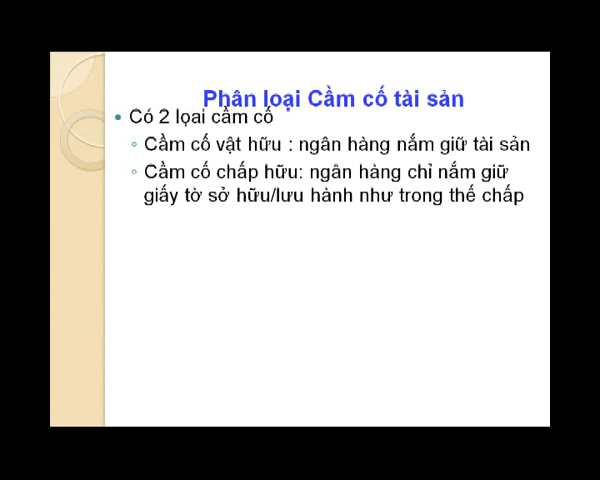 Phân loại Cầm cố tài sản
Có 2 lọai cầm cố
Cầm cố vật hữu : ngân hàng nắm giữ tài sản
Cầm cố chấp hữu: ngân hàng chỉ nắm giữ
giấy tờ sở hữu/lưu hành như trong thế chấp